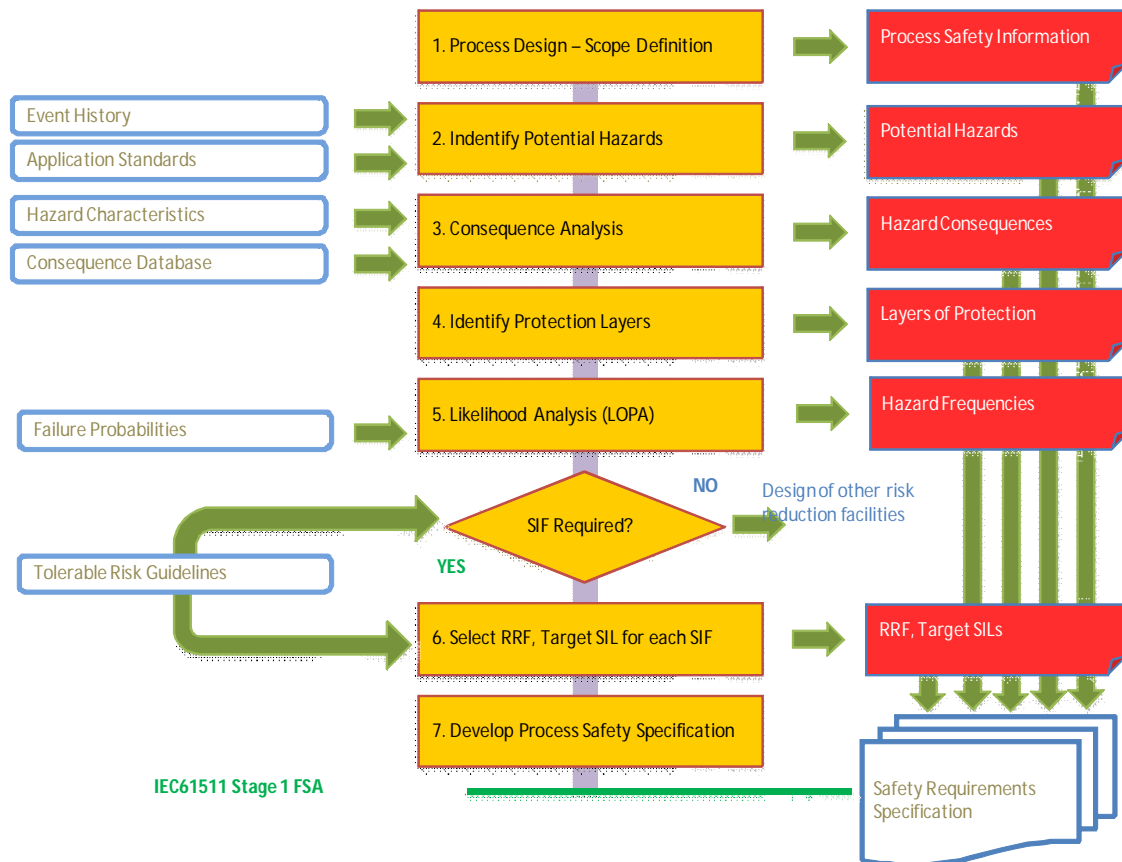 1. Process Design – Scope Definition
Process Safety Information
Event History
Application Standards
2. Indentify Potential Hazards
Potential Hazards
Hazard Characteristics
Consequence Database
3. Consequence Analysis
Hazard Consequences
4. Identify Protection Layers
Layers of Protection
Failure Probabilities
5. Likelihood Analysis (LOPA)
Hazard Frequencies
SIF Required?
NO
Design of other risk
reduction facilities
YES
Tolerable Risk Guidelines
6. Select RRF, Target SIL for each SIF
RRF, Target SILs
7. Develop Process Safety Specification
IEC61511 Stage 1 FSA
Safety Requirements
Specification